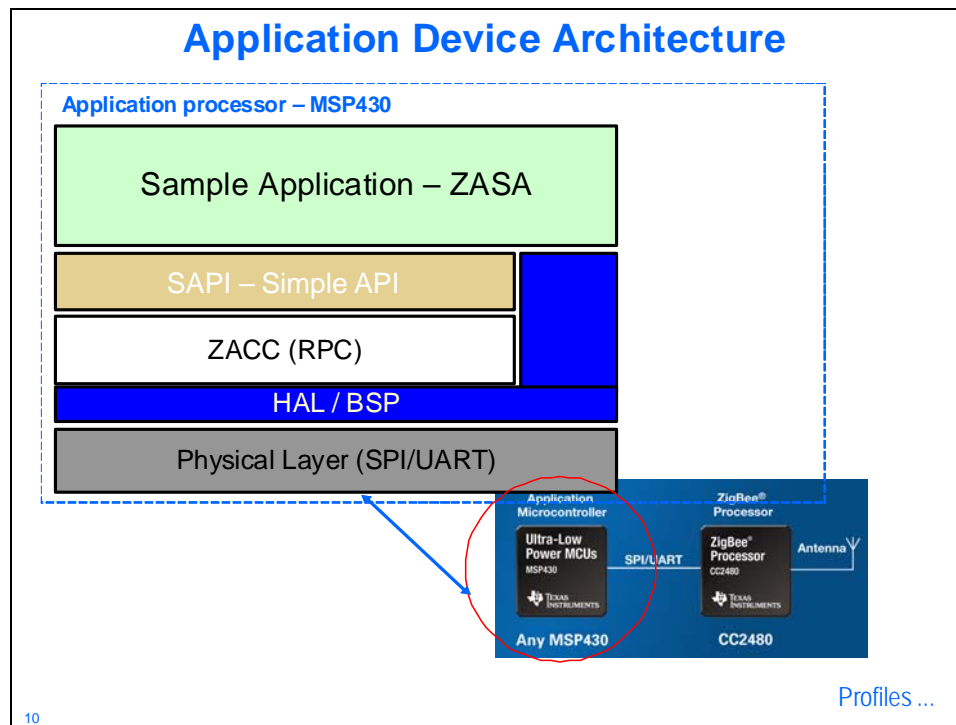 Application Device Architecture
Application processor – MSP430
Sample Application – ZASA
SAPI – Simple API
ZACC (RPC)
HAL / BSP
Physical Layer (SPI/UART)
Application
Microcontroller
ZigBee®
Processor
Ultra-Low
Power MCUs
MSP430
TEXAS
INSTRUMENTS
SPI/UART
ZigBee®
Processor
CC2480
TEXAS
INSTRUMENTS
Antenna
Any MSP430
CC2480
Profiles ...
10